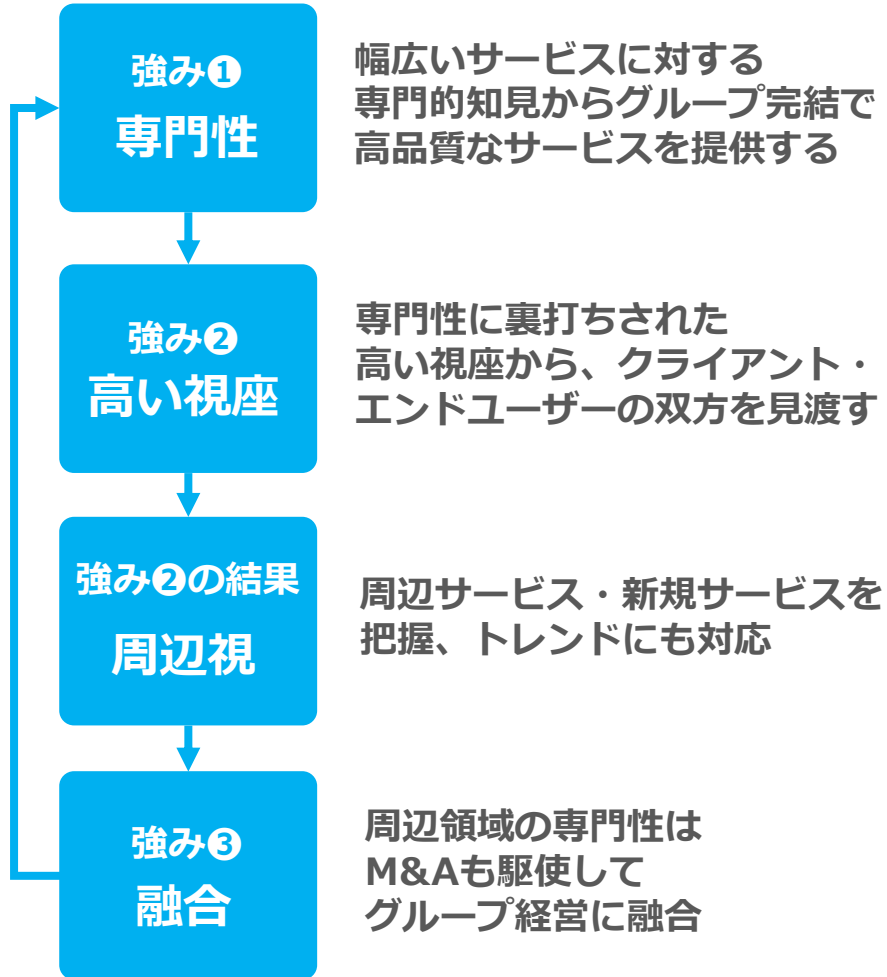 強み❶
専門性
幅広いサービスに対する
専門的知見からグループ完結で
高品質なサービスを提供する
強み❷
高い視座
専門性に裏打ちされた
高い視座から、クライアント・
エンドユーザーの双方を見渡す
強み❷の結果
周辺視
周辺サービス・新規サービスを
把握、トレンドにも対応
強み❸
融合
周辺領域の専門性は
M&Aも駆使して
グループ経営に融合